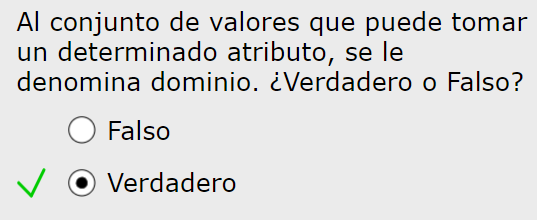 Al conjunto de valores que puede tomar
un determinado atributo, se le
denomina dominio. ¿Verdadero o Falso?
Falso
Verdadero